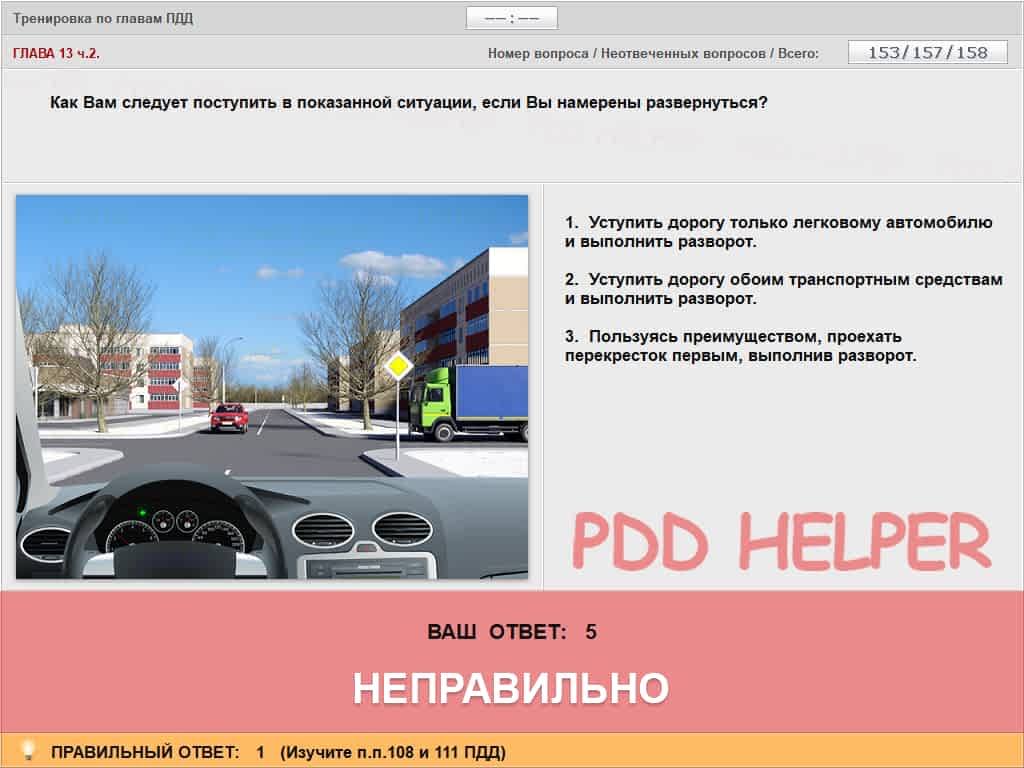 Тренировка по главам ПДД
–– : ––
ГЛАВА 13 ч.2.
Номер вопроса / Неотвеченных вопросов / Всего:
153/157/158
Как Вам следует поступить в показанной ситуации, если Вы намерены развернуться?
1. Уступить дорогу только легковому автомобилю
и выполнить разворот.
2. Уступить дорогу обоим транспортным средствам
и выполнить разворот.
3. Пользуясь преимуществом, проехать
перекресток первым, выполнив разворот.
PDD HELPER
ВАШ ОТВЕТ: 5
НЕПРАВИЛЬНО
ПРАВИЛЬНЫЙ ОТВЕТ: 1 (Изучите п.п.108 и 111 ПДД)